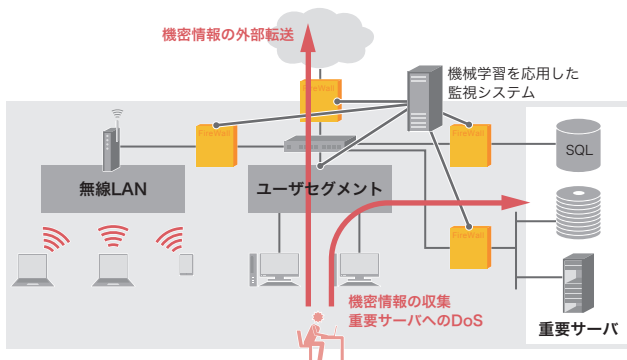 機密情報の外部転送
機械学習を応用した
監視システム
FireWall
FireWall
FireWall
SQL
無線LAN
ユーザセグメント
FireWall
機密情報の収集
重要サーバへのDoS
重要サーバ